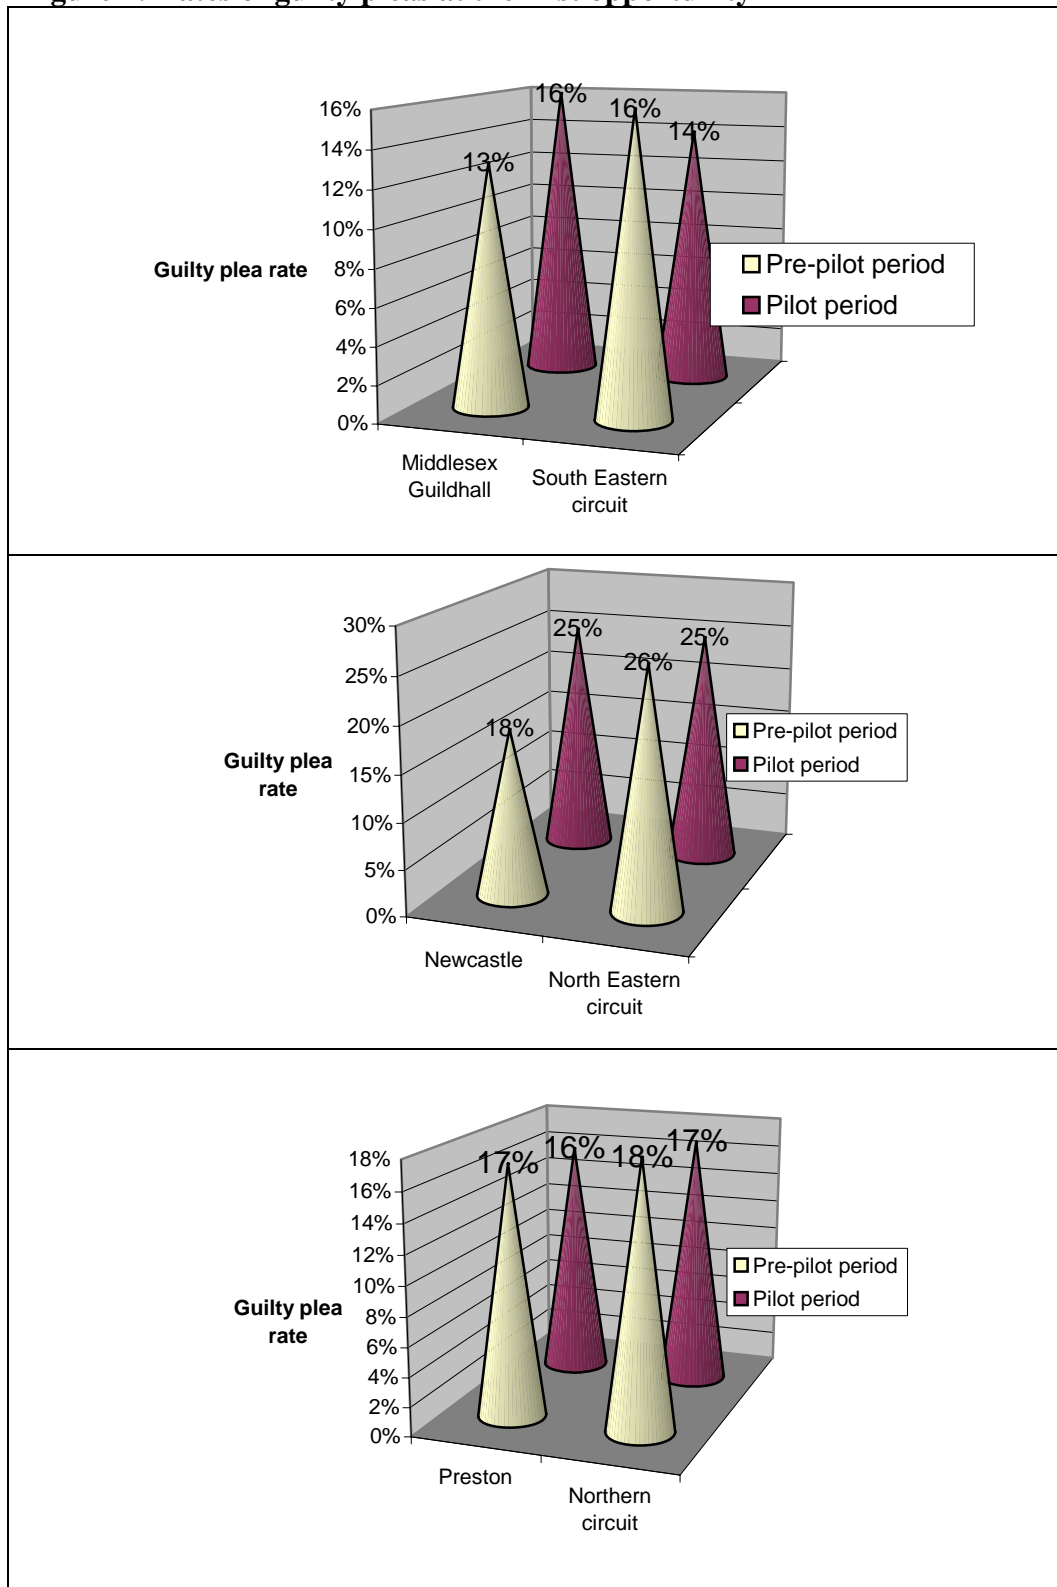 16%
14%
12%
10%
8%
6%
4%
2%
0%
Guilty plea rate
13%
16%
16%
14%
Middlesex
Guildhall
South Eastern
circuit
Pre-pilot period
Pilot period
30%
25%
20%
15%
10%
5%
0%
Guilty plea
rate
18%
25%
26%
25%
Newcastle
North Eastern
circuit
Pre-pilot period
Pilot period
18%
16%
14%
12%
10%
8%
6%
4%
2%
0%
Guilty plea
rate
17%
16%
18%
17%
Preston
Northern
circuit
Pre-pilot period
Pilot period